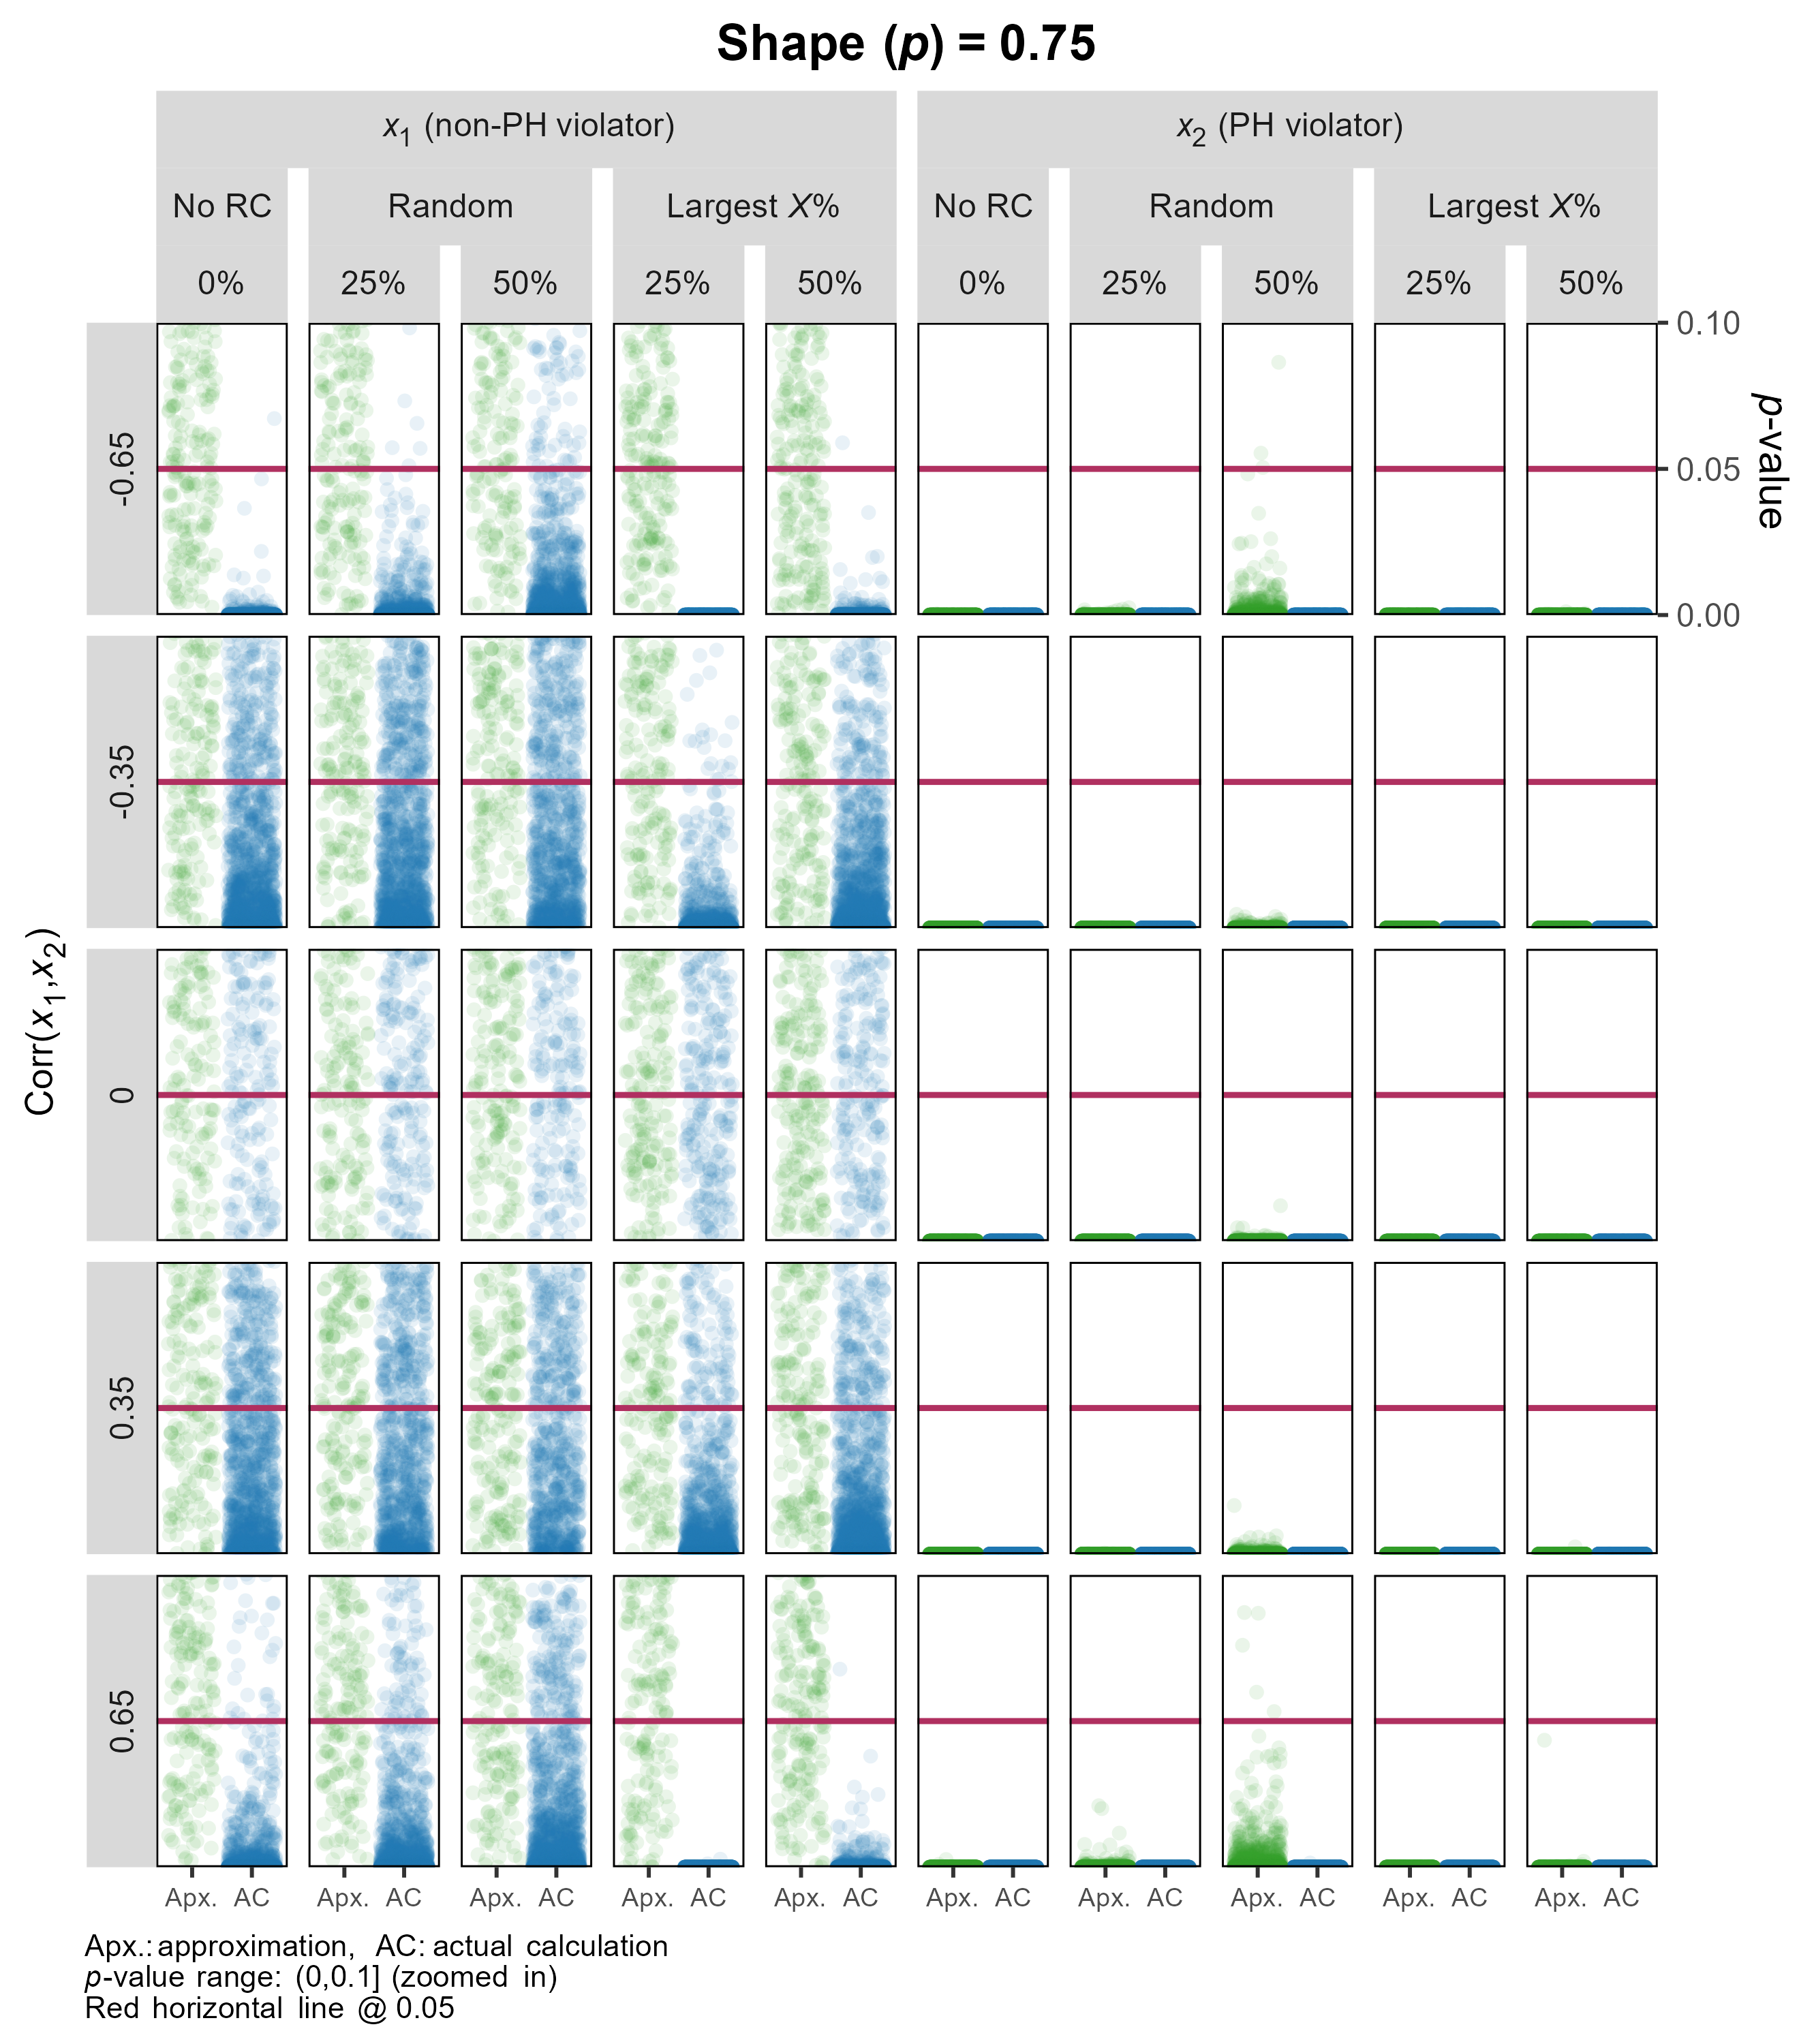 Shape (p) = 0.75
x1 (non-PH violator) x2 (PH violator)
No RC Random Largest X% No RC Random Largest X%
0% 25% 50% 25% 50% 0% 25% 50% 25% 50%
-0.65
-0.35
0
0.35
0.65
Corr(x1,x2)
0.10
0.05
0.00
p-value
Apx. AC Apx. AC Apx. AC Apx. AC Apx. AC Apx. AC Apx. AC Apx. AC Apx. AC Apx. AC
Apx.: approximation, AC: actual calculation
p-value range: (0,0.1] (zoomed in)
Red horizontal line @ 0.05